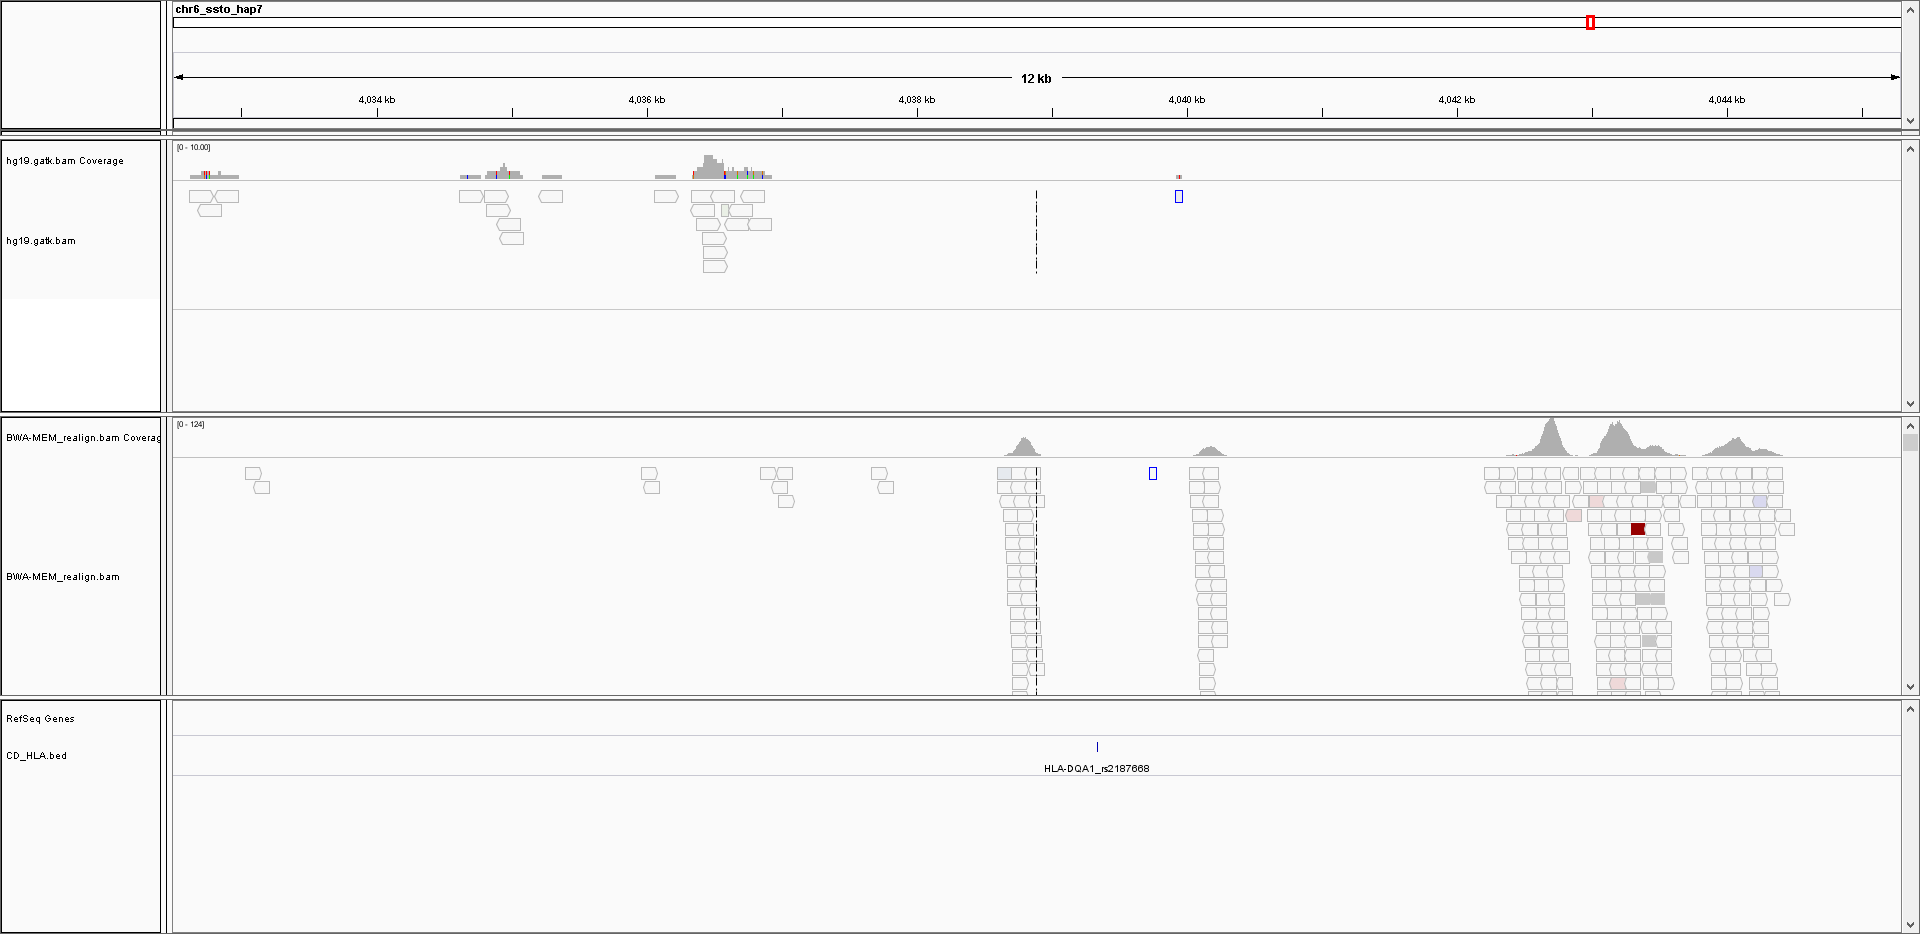 chr6_ssto_hap7
12 kb
4,034 kb 4,036 kb 4,038 kb 4,040 kb 4,042 kb 4,044 kb
[0 - 10.00]
hg19.gatk.bam Coverage
hg19.gatk.bam
[0 - 124]
BWA-MEM_realign.bam Coverag
BWA-MEM_realign.bam
RefSeq Genes
CD_HLA.bed
HLA-DQA1_rs2187668